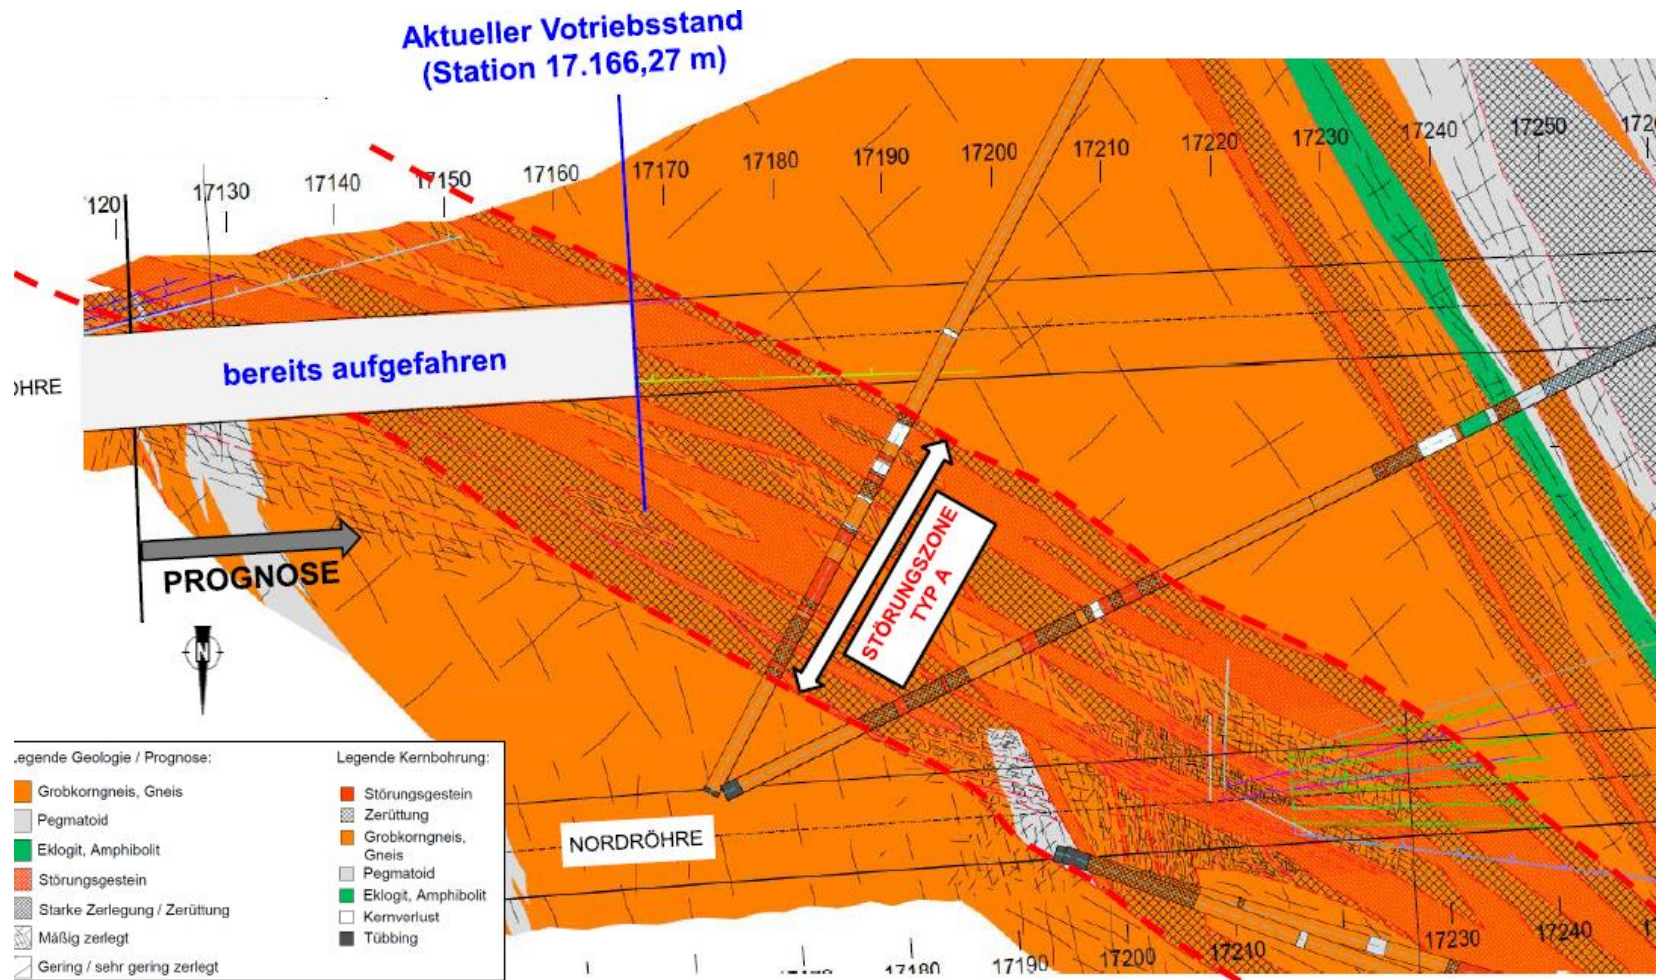 Aktueller Votriebsstand
(Station 17.166,27 m)
120
17130
17140
17150
17160
17170
17180
17190
17200
17210
17220
17230
17240
17250
bereits aufgefahren
PROGNOSE
N
STÖRUNGSZONE
TYP A
NORDRÖHRE
17180
17190
17200
17210
17230
17240
Legende Geologie / Prognose:
Grobkorngneis, Gneis
Pegmatoid
Eklogit, Amphibolit
Störungsgestein
Starke Zerlegung / Zerüttung
Mäßig zerlegt
Gering / sehr gering zerlegt
Legende Kernbohrung:
Störungsgestein
Zerüttung
Grobkorngneis,
Gneis
Pegmatoid
Eklogit, Amphibolit
Kernverlust
Tübbing